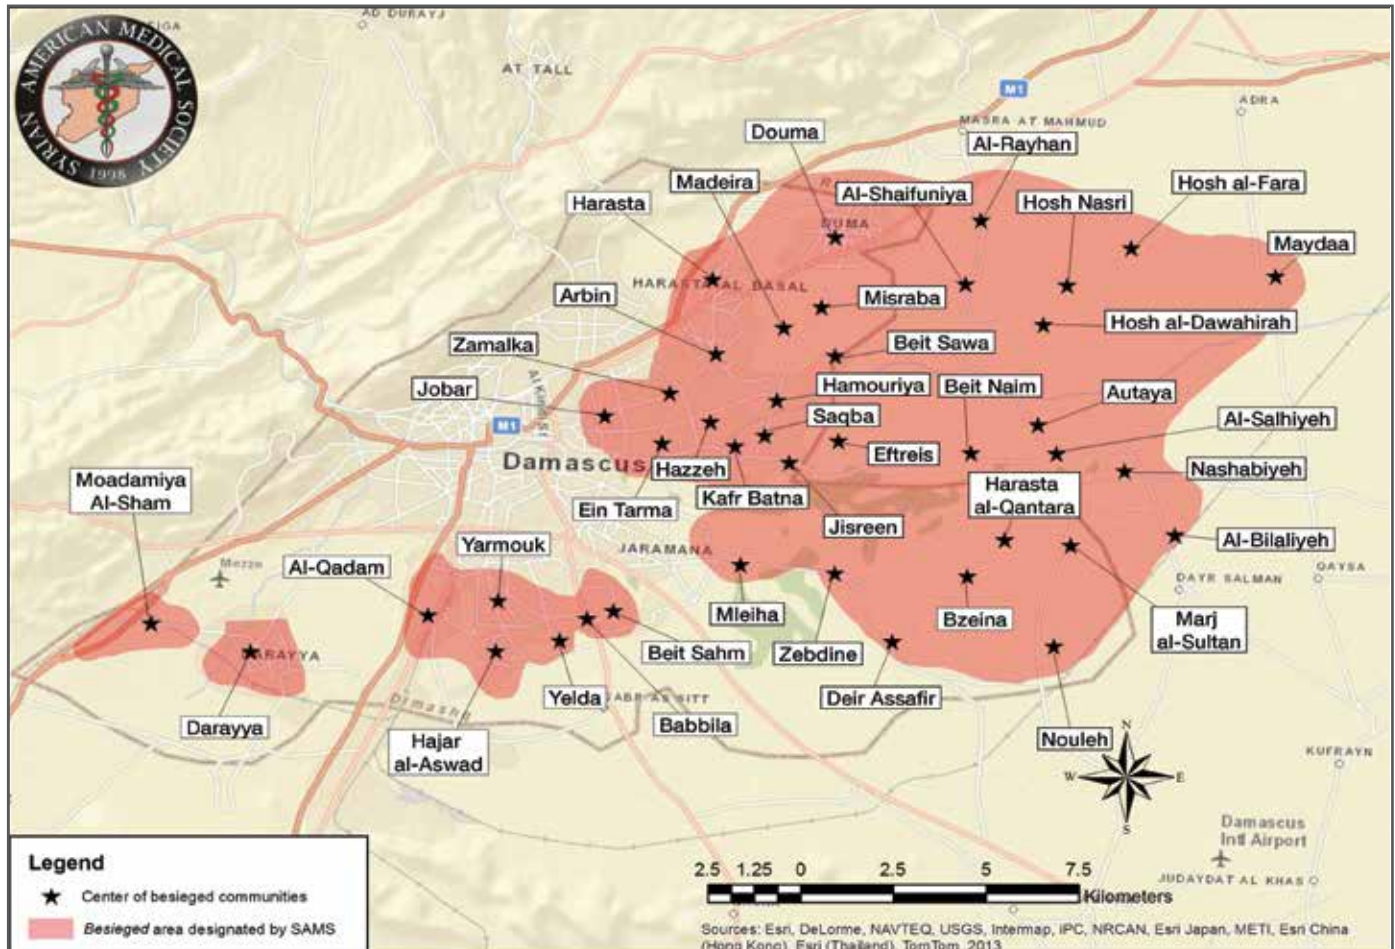 SYRIAN AMERICAN MEDICAL SOCIETY
1998
AD DURAYJ
AT TALL
M1
ADRA
MASRA AT MAHMUD
Douma
Al-Rayhan
Madeira
Al-Shaifuniya
Hosh al-Fara
Harasta
Hosh Nasri
DUMA
Maydaa
HARASTA AL BASAL
Arbin
Misraba
Hosh al-Dawahirah
Zamalka
Beit Sawa
Jobar
Hamouriya
Beit Naim
Autaya
M1
Saqba
Al-Salhiyeh
Damascus
Hazzeh
Eftreis
Nashabiyeh
Moadamiya
Al-Sham
Harasta
al-Qantara
Ein Tarma
Kafr Batna
Jisreen
Yarmouk
JARAMANA
Al-Bilaliyeh
Mezze
Al-Qadam
QAYSA
DAYR SALMAN
Mleiha
Bzeina
Marj
al-Sultan
Beit Sahm
Zebdine
Yelda
Deir Assafir
Darayya
Babbila
Hajar
al-Aswad
Nouleh
N
W
E
S
KUFRAYN
Damascus
Intl Airport
JUDAYDAT AL KHAS
Legend
Center of besieged communities
Besieged area designated by SAMS
2.5 1.25 0 2.5 5 7.5
Kilometers
Sources: Esri, DeLorme, NAVTEQ, USGS, Intermap, iPC, NRCAN, Esri Japan, METI, Esri China
(Hong Kong), Esri (Thailand), TomTom, 2013